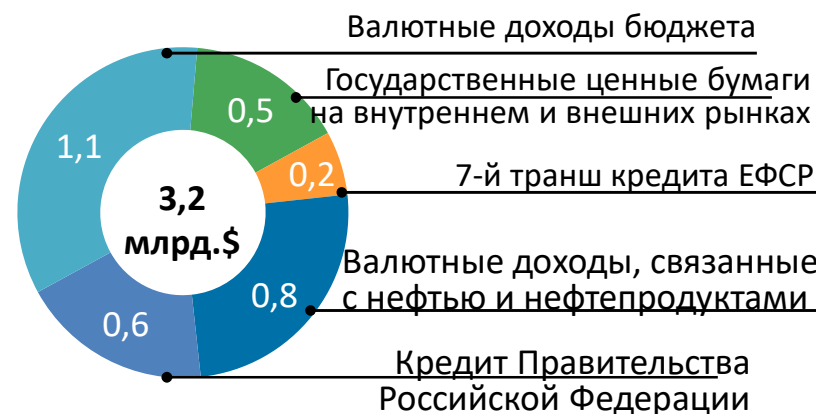 Валютные доходы бюджета
Государственные ценные бумаги
на внутреннем и внешних рынках
0,5
1,1
0,2
7-й транш кредита ЕФСР
3,2
млрд.$
Валютные доходы, связанные
с нефтью и нефтепродуктами
0,8
0,6
Кредит Правительства
Российской Федерации